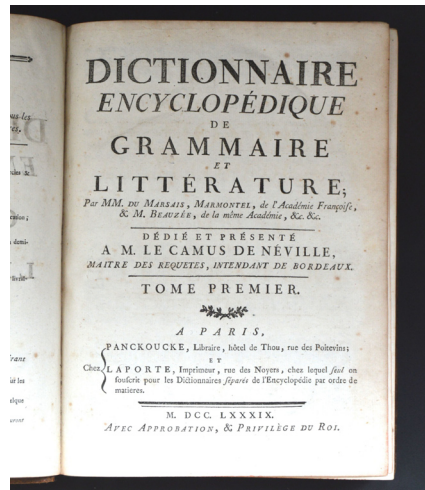 DICTIONNAIRE
ENCYCLOPÉDIQUE
DE
GRAMMAIRE
ET
LITTÉRATURE;
Par MM. DU MARSAIS, MARMONTEL, de l'Académie Françoise,
& M. BEAUZÉE, de la même Académie, &c. &c.
DÉDIÉ ET PRÉSENTÉ
A M. LE CAMUS DE NÉVILLE,
MAITRE DES REQUETES, INTENDANT DE BORDEAUX.
TOME PREMIER.
A PARIS,
PANCKOUCKE, Libraire, hôtel de Thou, rue des Poitevins;
ET
Chez LAPORTE, Imprimeur, rue des Noyers, chez lequel seul on
souscrit pour les Dictionnaires séparés de l'Encyclopédie par ordre de
matieres.
M. DCC. LXXXIX.
AVEC APPROBATION, & PRIVILÈGE DU ROI.